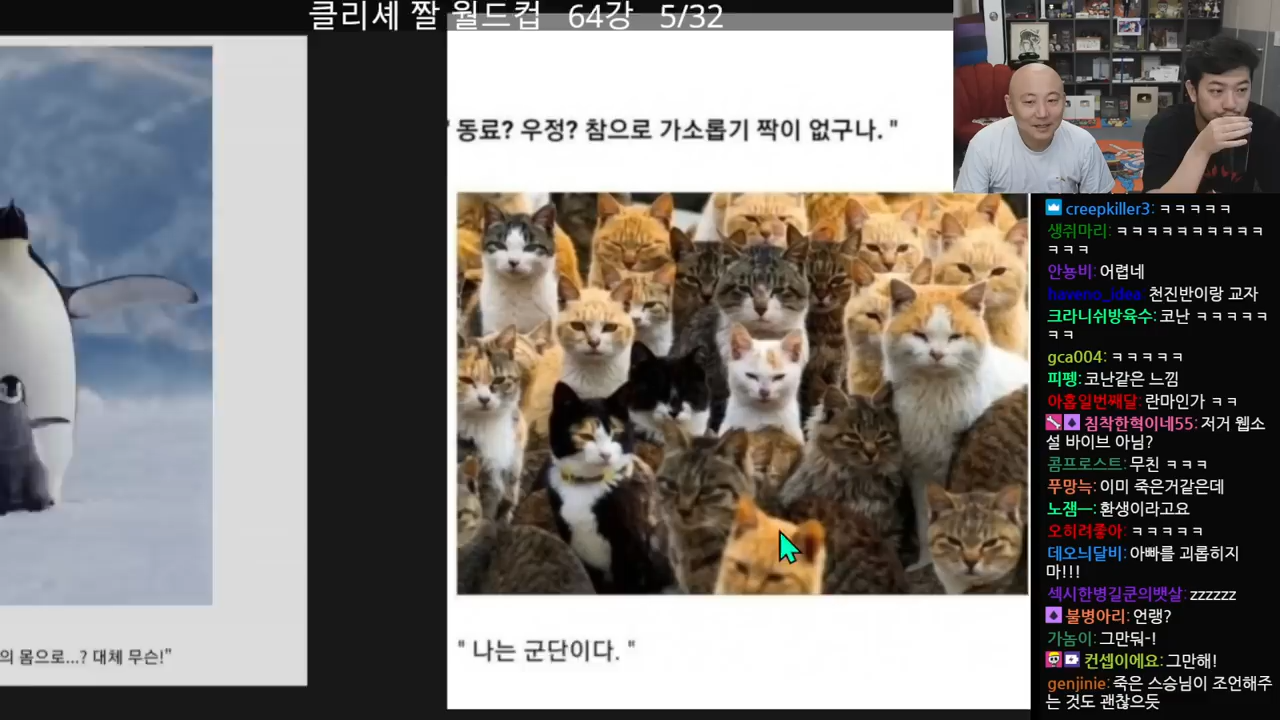 클리셰 짤 월드컵 64강 5/32
의 몸으로...? 대체 무슨!"
" 동료? 우정? 참으로 가소롭기 짝이 없구나. "
" 나는 군단이다. "
creepkiller3: ㅋㅋㅋㅋㅋ
생쥐마리: ㅋㅋㅋㅋㅋㅋㅋㅋㅋㅋ
ㅋㅋㅋ
안뇽비: 어렵네
haveno_idea: 천진반이랑 교자
크라니쉬방육수: 코난 ㅋㅋㅋㅋㅋ
ㅋㅋ
gca004: ㅋㅋㅋㅋㅋ
피펭: 코난같은 느낌
아홉일번째달: 란마인가 ㅋㅋ
침착한혁이네55: 저거 웹소
설 바이브 아님?
콤프로스트: 무친 ㅋㅋㅋ
푸망늑: 이미 죽은거같은데
노잼ㅡ: 환생이라고요
오히려좋아: ㅋㅋㅋㅋㅋ
데오늬달비: 아빠를 괴롭히지
마!!!
섹시한병길쿤의뱃살: zzzzzz
불병아리: 언랭?
가놈이: 그만둬-!
컨셉이에요: 그만해!
genjinie: 죽은 스승님이 조언해주
는 것도 괜찮으듯